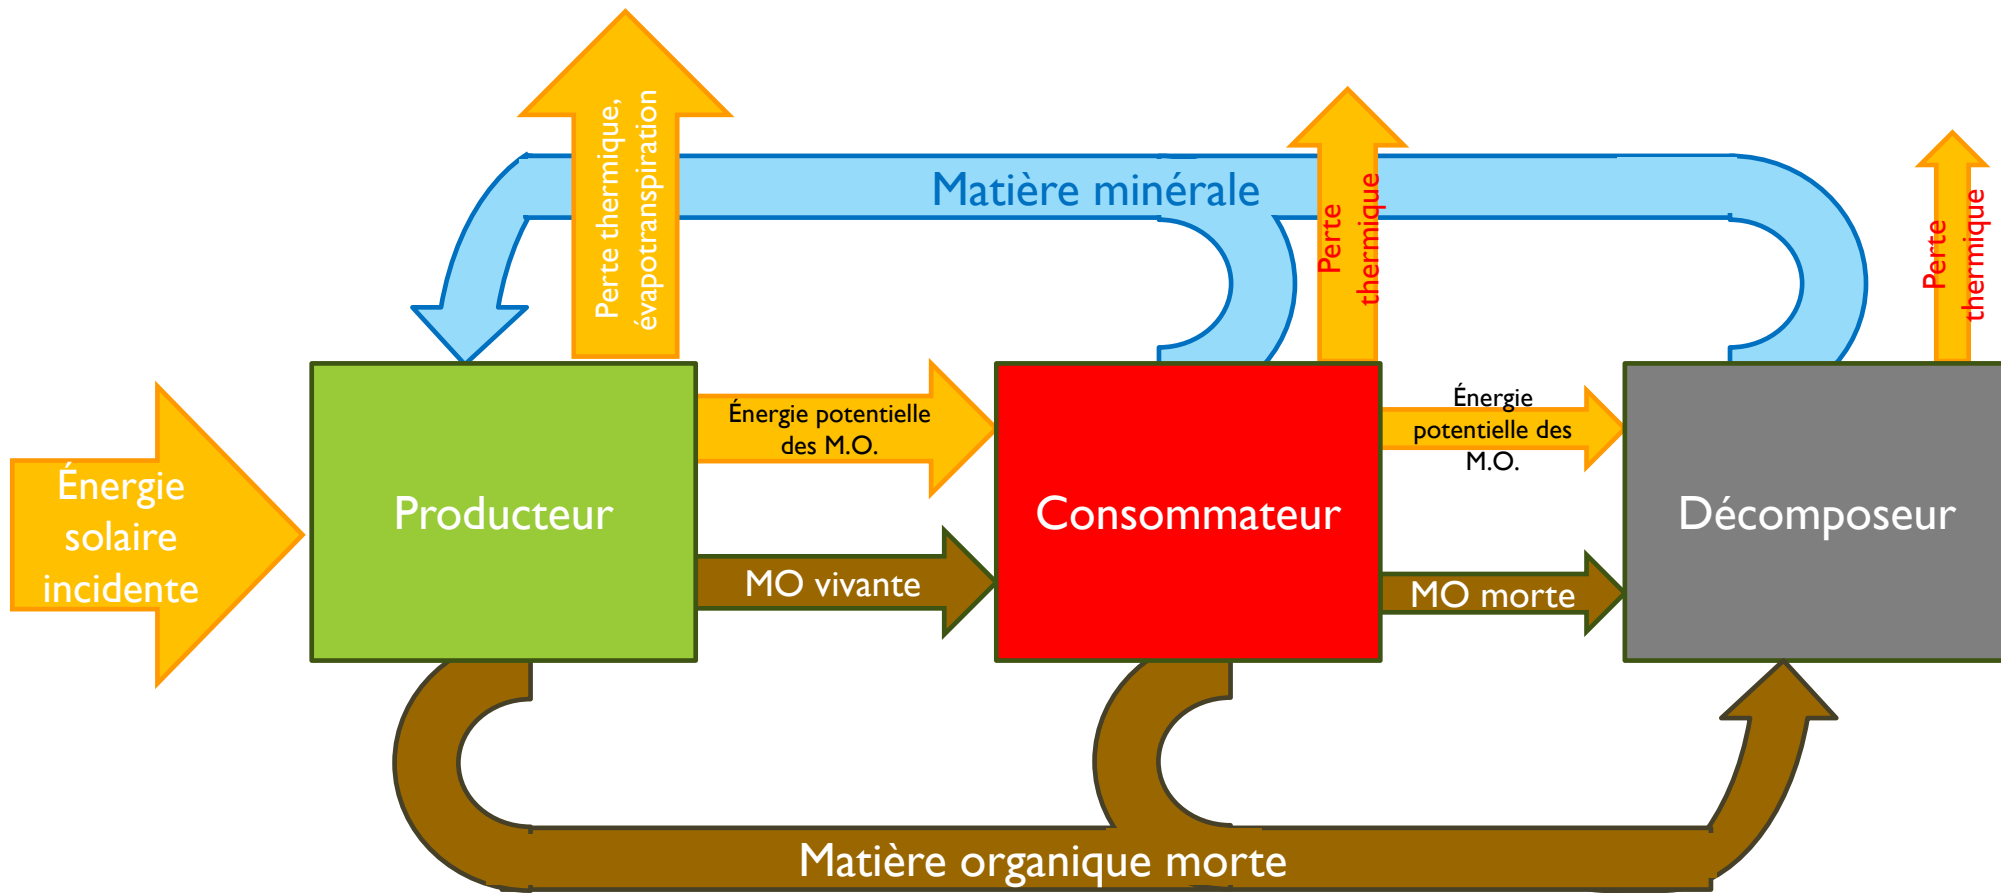 Perte thermique,
évapotranspiration
Matière minérale
Perte
thermique
Perte
thermique
Énergie
solaire
incidente
Producteur
Énergie potentielle
des M.O.
MO vivante
Consommateur
Énergie
potentielle des
M.O.
MO morte
Décomposeur
Matière organique morte